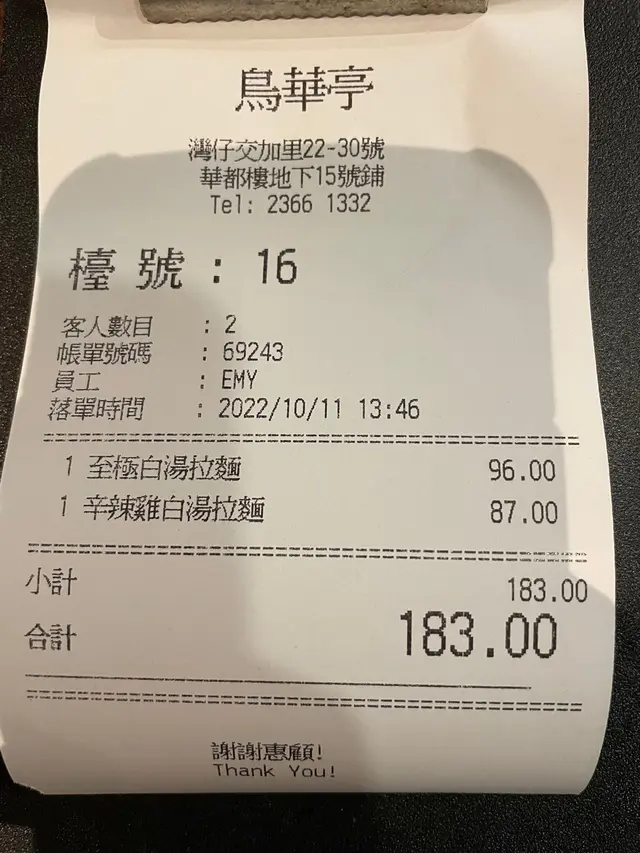 鳥華亭
灣仔交加里22-30號
華都樓地下15號鋪
Tel: 2366 1332
檯號 : 16
客人數目 : 2
帳單號碼 : 69243
員工 : EMY
落單時間 : 2022/10/11 13:46
1 至極白湯拉麵 96.00
1 辛辣雞白湯拉麵 87.00
小計 183.00
合計 183.00
謝謝惠顧!
Thank You!